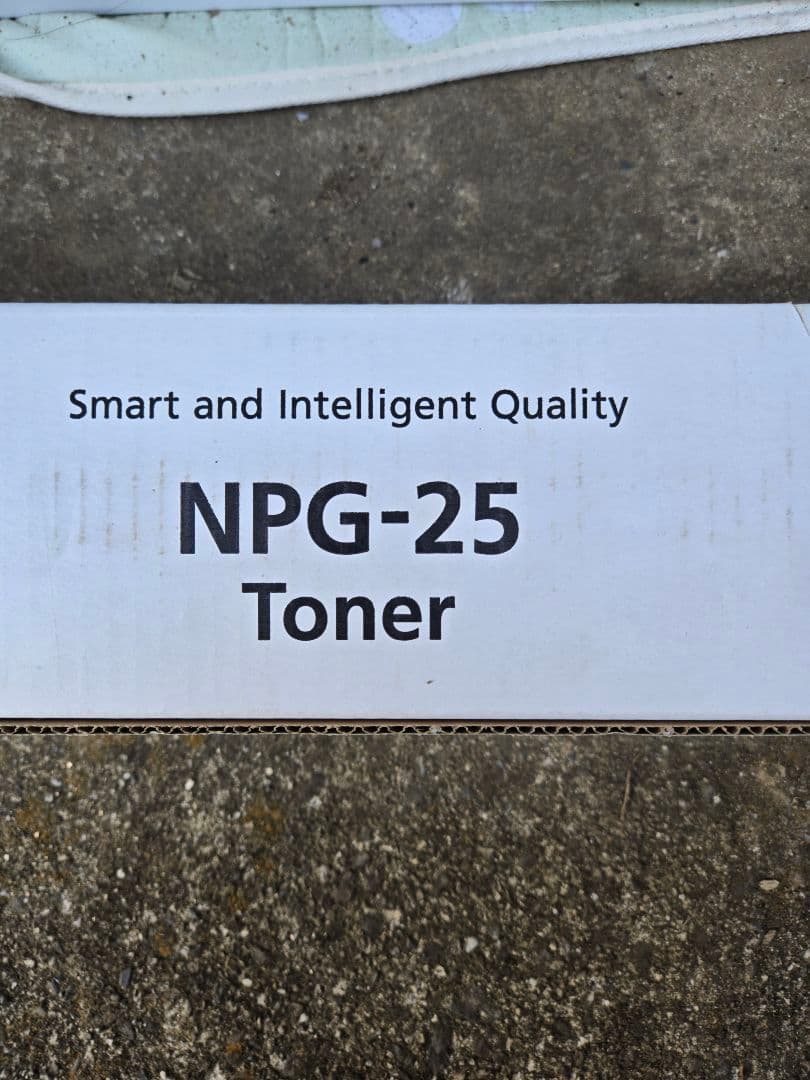 Smart and Intelligent Quality
NPG-25
Toner